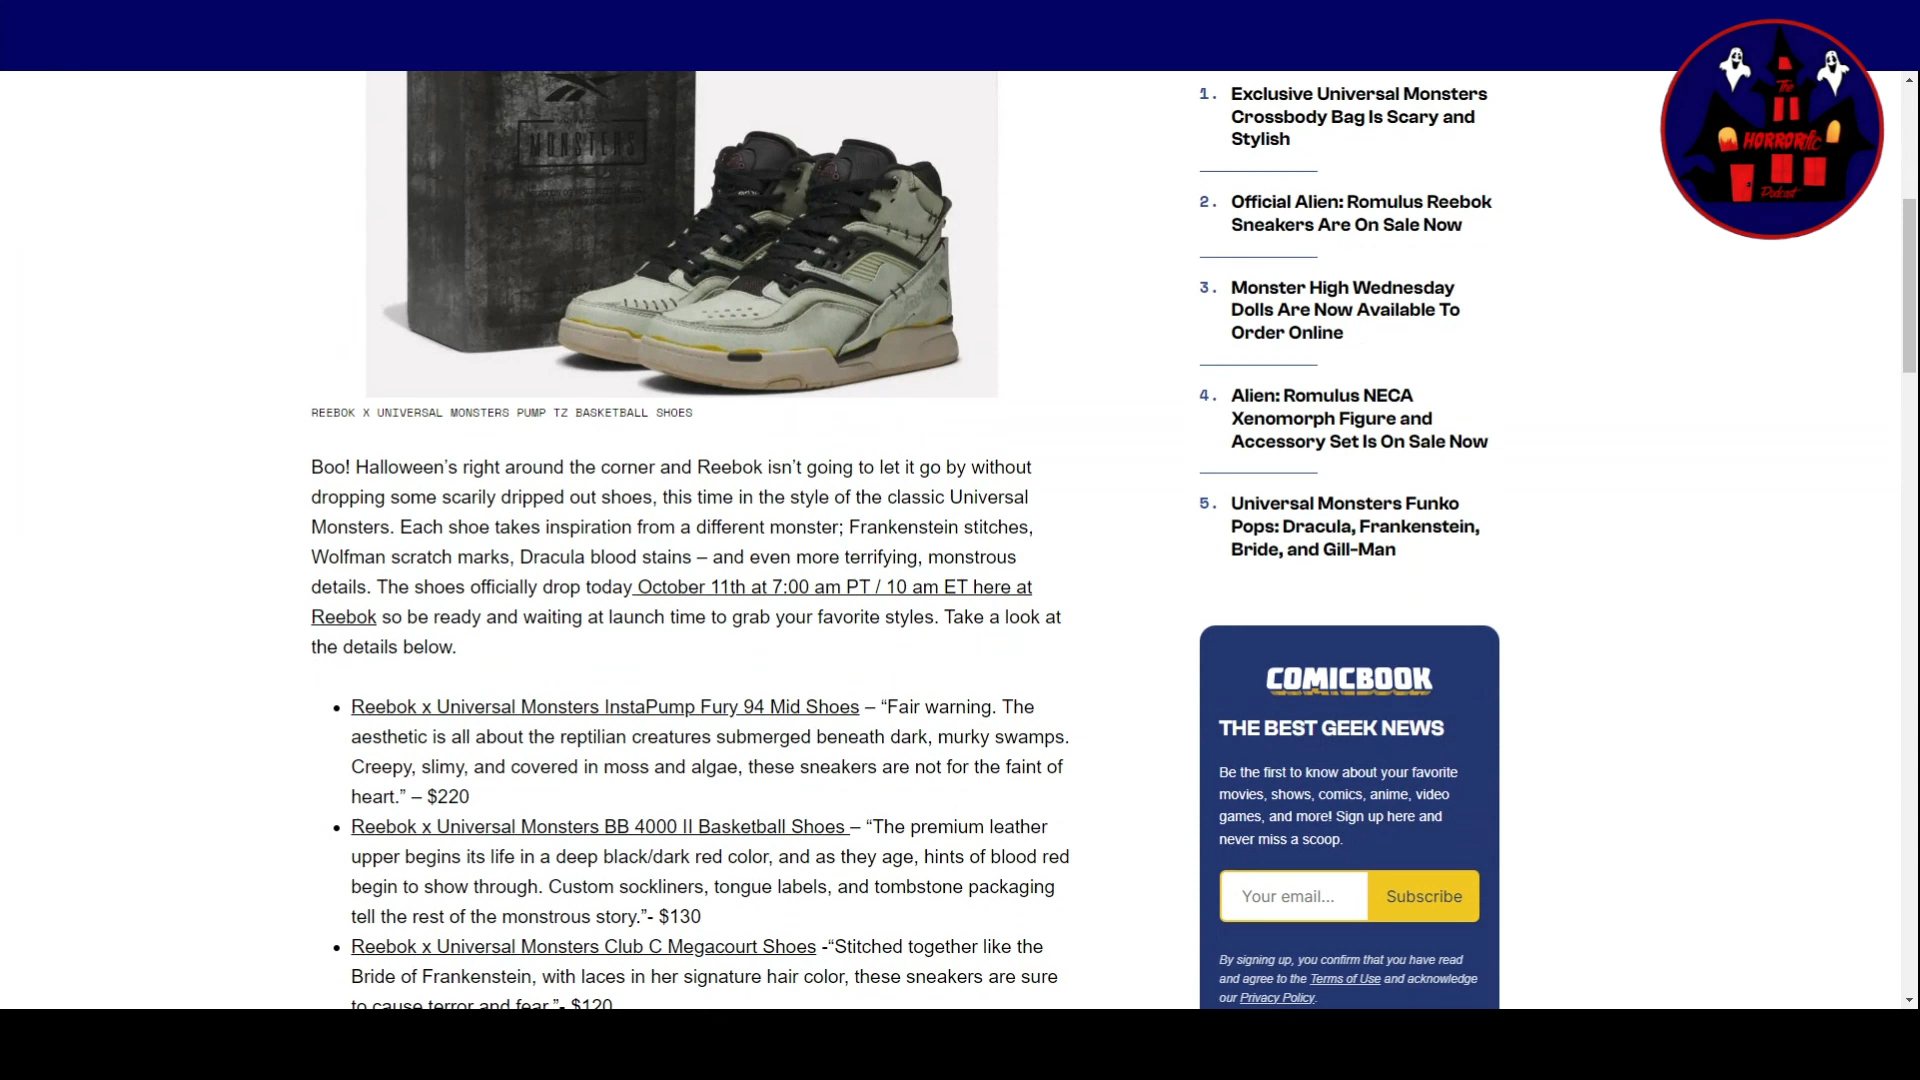 MONSTERS
REEBOK X UNIVERSAL MONSTERS PUMP TZ BASKETBALL SHOES
Boo! Halloween’s right around the corner and Reebok isn’t going to let it go by without
dropping some scarily dripped out shoes, this time in the style of the classic Universal
Monsters. Each shoe takes inspiration from a different monster; Frankenstein stitches,
Wolfman scratch marks, Dracula blood stains – and even more terrifying, monstrous
details. The shoes officially drop today October 11th at 7:00 am PT / 10 am ET here at
Reebok so be ready and waiting at launch time to grab your favorite styles. Take a look at
the details below.
• Reebok x Universal Monsters InstaPump Fury 94 Mid Shoes – “Fair warning. The
aesthetic is all about the reptilian creatures submerged beneath dark, murky swamps.
Creepy, slimy, and covered in moss and algae, these sneakers are not for the faint of
heart.” – $220
• Reebok x Universal Monsters BB 4000 II Basketball Shoes – “The premium leather
upper begins its life in a deep black/dark red color, and as they age, hints of blood red
begin to show through. Custom sockliners, tongue labels, and tombstone packaging
tell the rest of the monstrous story.”- $130
• Reebok x Universal Monsters Club C Megacourt Shoes -“Stitched together like the
Bride of Frankenstein, with laces in her signature hair color, these sneakers are sure
to cause terror and fear.”- $120
1. Exclusive Universal Monsters
Crossbody Bag Is Scary and
Stylish
2. Official Alien: Romulus Reebok
Sneakers Are On Sale Now
3. Monster High Wednesday
Dolls Are Now Available To
Order Online
4. Alien: Romulus NECA
Xenomorph Figure and
Accessory Set Is On Sale Now
5. Universal Monsters Funko
Pops: Dracula, Frankenstein,
Bride, and Gill-Man
COMICBOOK
THE BEST GEEK NEWS
Be the first to know about your favorite
movies, shows, comics, anime, video
games, and more! Sign up here and
never miss a scoop.
Your email... Subscribe
By signing up, you confirm that you have read
and agree to the Terms of Use and acknowledge
our Privacy Policy.
The
HORRORific
Podcast